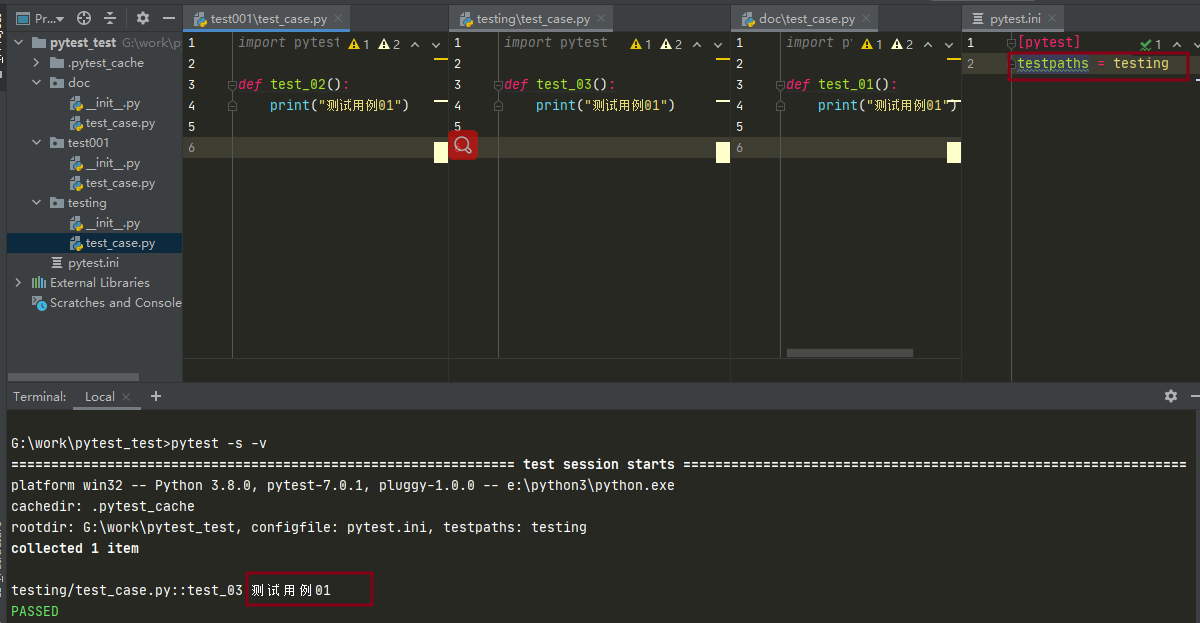 Pr...
pytest_test G:\work\p
.pytest_cache
doc
__init__.py
test_case.py
test001
__init__.py
test_case.py
testing
__init__.py
test_case.py
pytest.ini
External Libraries
Scratches and Console
test001\test_case.py
1 import pytest 1 2
2
3 def test_02():
4 print("测试用例01")
5
6
testing\test_case.py
1 import pytest 1 2
2
3 def test_03():
4 print("测试用例01")
5
doc\test_case.py
1 import p 1 2
2
3 def test_01():
4 print("测试用例01")
5
6
pytest.ini
1 [pytest] 1
2 testpaths = testing
Terminal: Local
G:\work\pytest_test>pytest -s -v
=============================================================== test session starts ===============================================================
platform win32 -- Python 3.8.0, pytest-7.0.1, pluggy-1.0.0 -- e:\python3\python.exe
cachedir: .pytest_cache
rootdir: G:\work\pytest_test, configfile: pytest.ini, testpaths: testing
collected 1 item
testing/test_case.py::test_03 测试用例01
PASSED